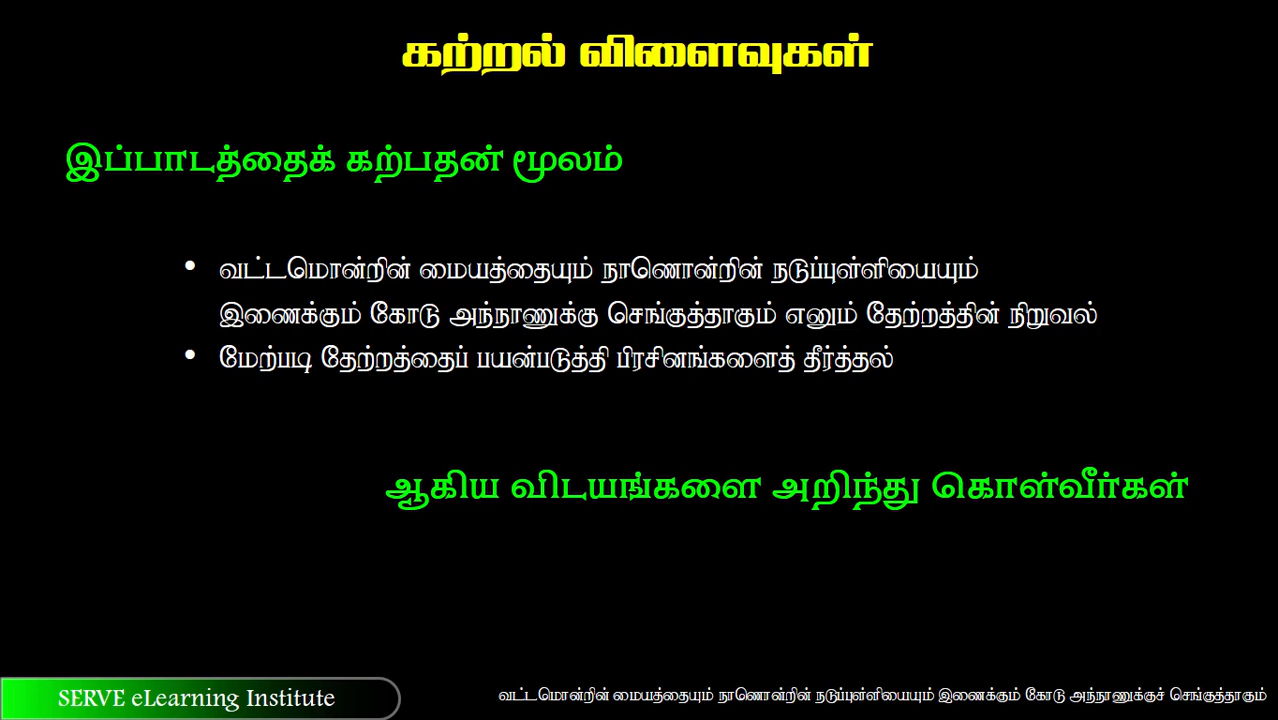 கற்றல் விளைவுகள்
இப்பாடத்தைக் கற்பதன் மூலம்
• வட்டமொன்றின் மையத்தையும் நாணொன்றின் நடுப்புள்ளியையும்
இணைக்கும் கோடு அந்நாணுக்கு செங்குத்தாகும் எனும் தேற்றத்தின் நிறுவல்
• மேற்படி தேற்றத்தைப் பயன்படுத்தி பிரசினங்களைத் தீர்த்தல்
ஆகிய விடயங்களை அறிந்து கொள்வீர்கள்
SERVE eLearning Institute
வட்டமொன்றின் மையத்தையும் நாணொன்றின் நடுப்புள்ளியையும் இணைக்கும் கோடு அந்நாணுக்குச் செங்குத்தாகும்